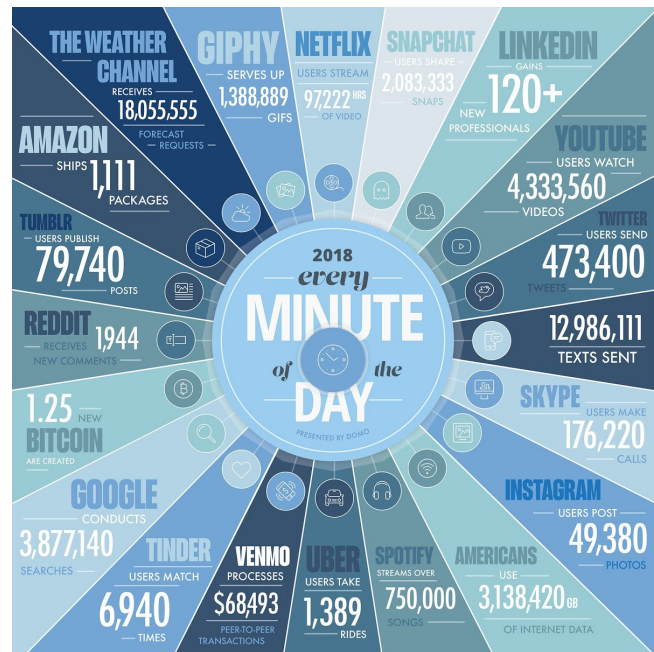 2018
every
MINUTE
of the
DAY
PRESENTED BY DOMO
THE WEATHER
CHANNEL
RECEIVES
18,055,555
FORECAST
REQUESTS
GIPHY
SERVES UP
1,388,889
GIFS
NETFLIX
USERS STREAM
97,222 HRS
OF VIDEO
SNAPCHAT
USERS SHARE
2,083,333
SNAPS
LINKEDIN
GAINS
120+
NEW
PROFESSIONALS
YOUTUBE
USERS WATCH
4,333,560
VIDEOS
TWITTER
USERS SEND
473,400
TWEETS
12,986,111
TEXTS SENT
SKYPE
USERS MAKE
176,220
CALLS
INSTAGRAM
USERS POST
49,380
PHOTOS
AMERICANS
USE
3,138,420 GB
OF INTERNET DATA
SPOTIFY
STREAMS OVER
750,000
SONGS
UBER
USERS TAKE
1,389
RIDES
VENMO
PROCESSES
$68,493
PEER-TO-PEER
TRANSACTIONS
TINDER
USERS MATCH
6,940
TIMES
GOOGLE
CONDUCTS
3,877,140
SEARCHES
1.25 NEW
BITCOIN
ARE CREATED
REDDIT
RECEIVES 1,944
NEW COMMENTS
TUMBLR
USERS PUBLISH
79,740
POSTS
AMAZON
SHIPS 1,111
PACKAGES